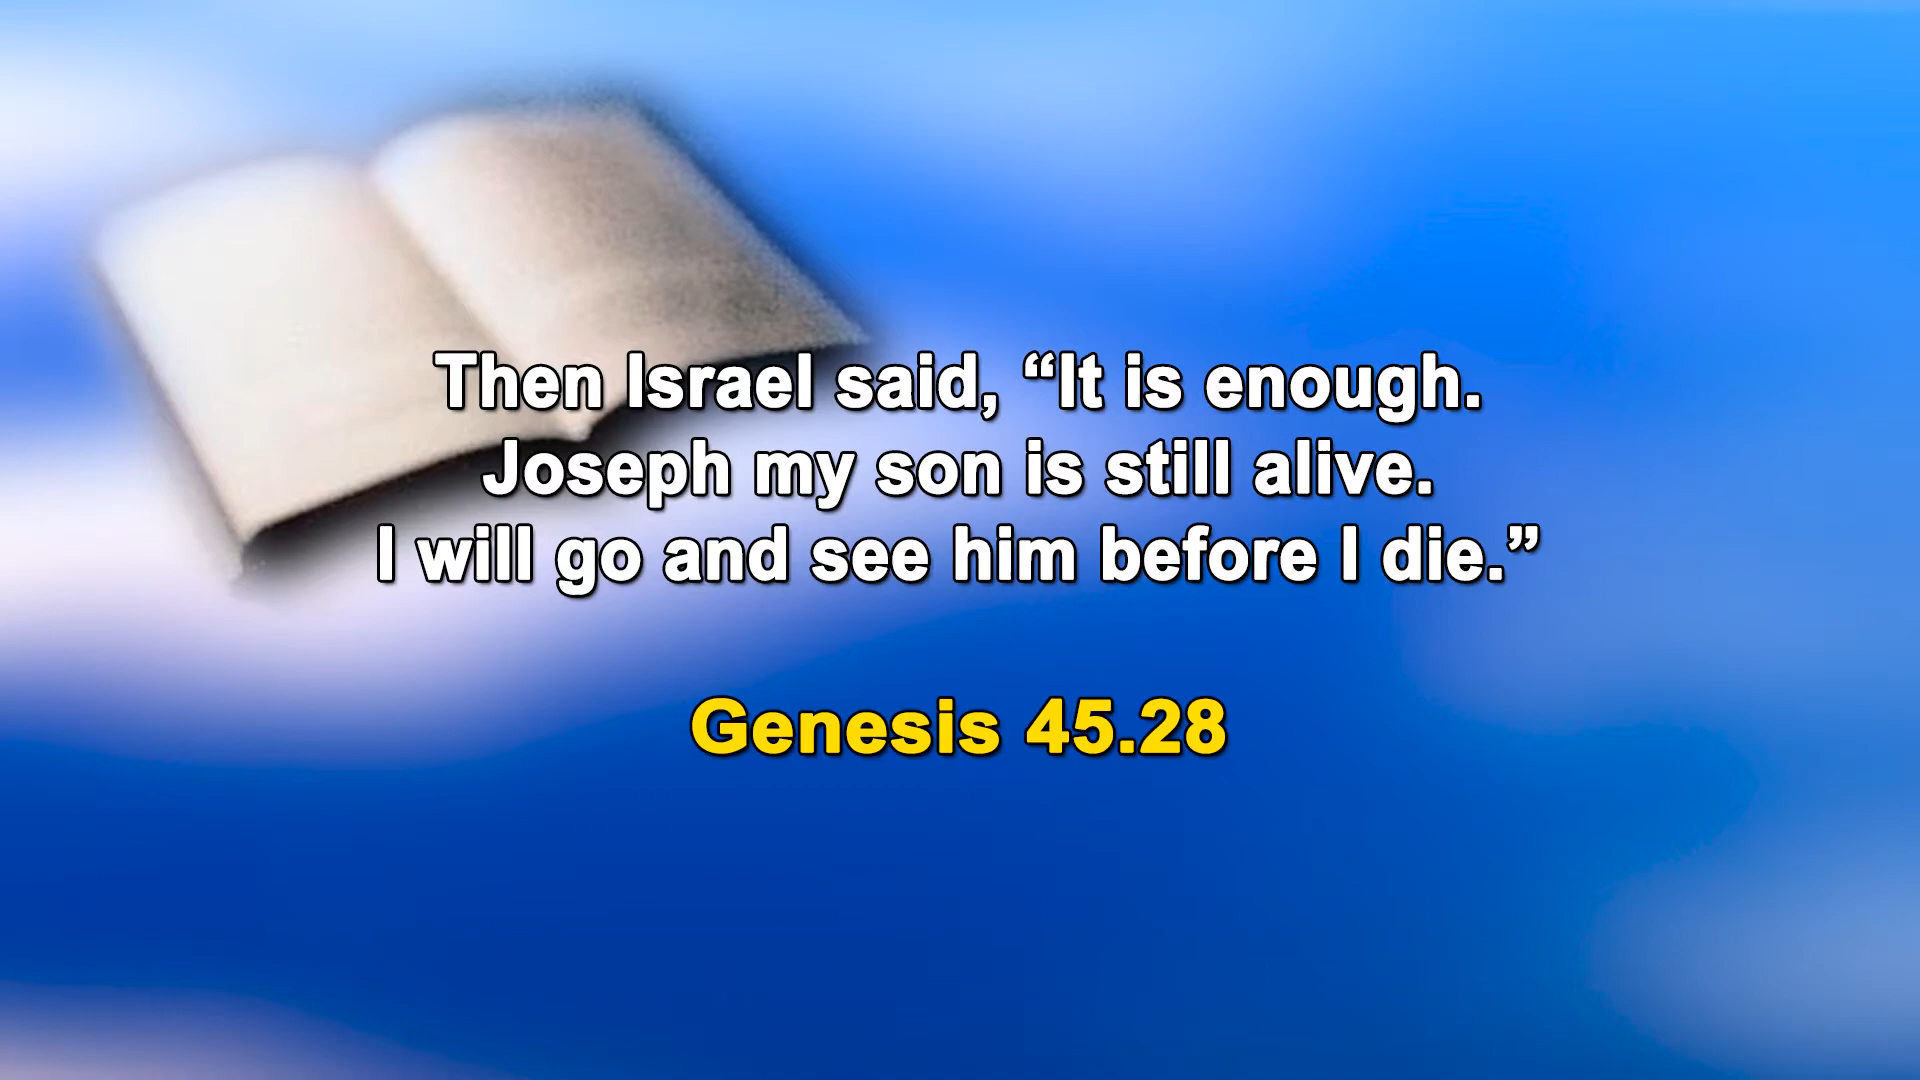 Then Israel said, “It is enough.
Joseph my son is still alive.
I will go and see him before I die.”
Genesis 45.28